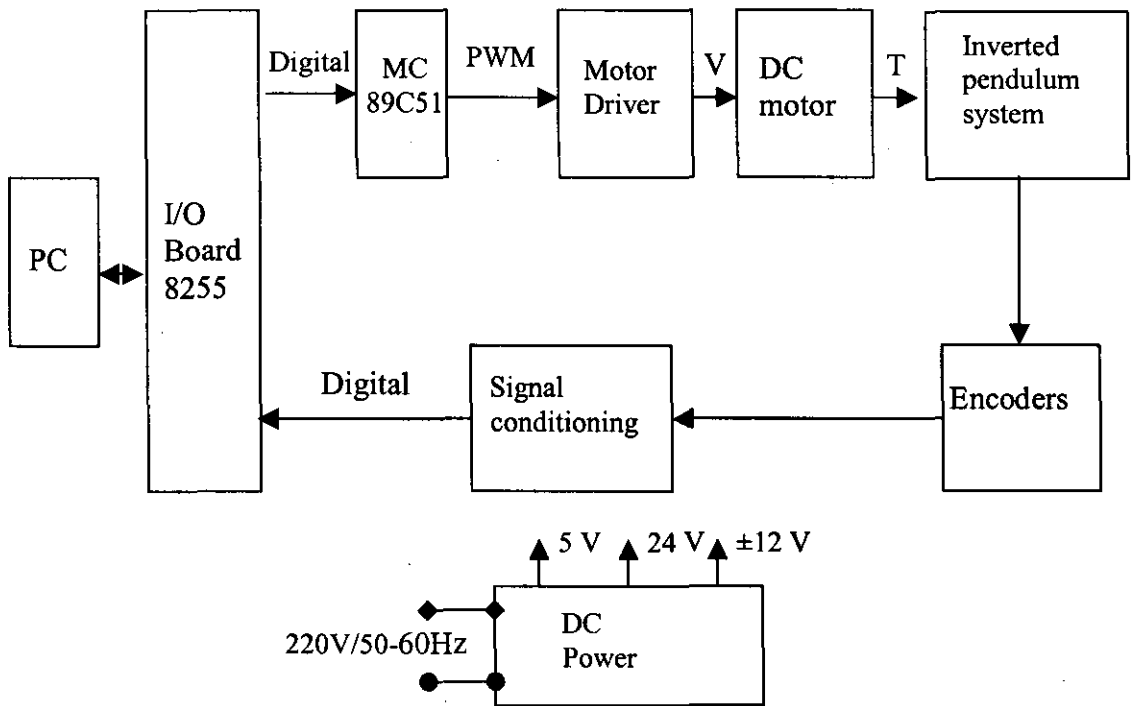 PC
I/O
Board
8255
Digital
MC
89C51
PWM
Motor
Driver
V
DC
motor
T
Inverted
pendulum
system
Encoders
Signal
conditioning
Digital
5 V
24 V
±12 V
220V/50-60Hz
DC
Power